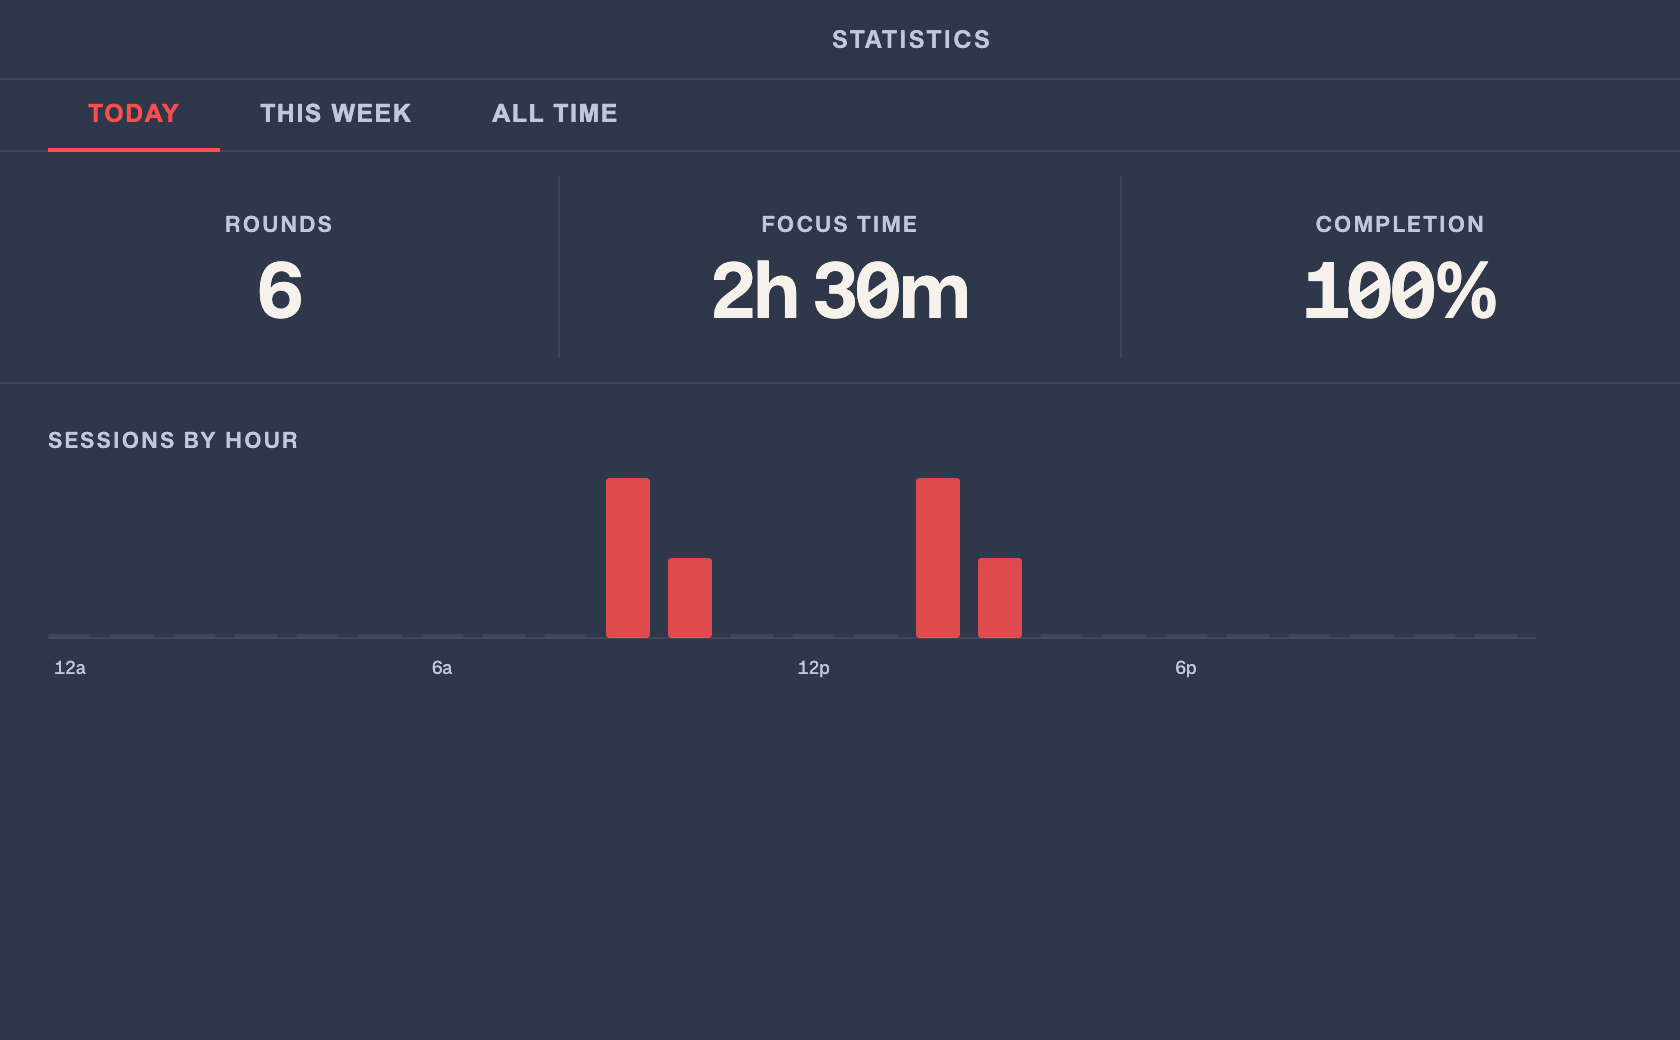 STATISTICS
TODAY THIS WEEK ALL TIME
ROUNDS FOCUS TIME COMPLETION
6 2h 30m 100%
SESSIONS BY HOUR
12a 6a 12p 6p